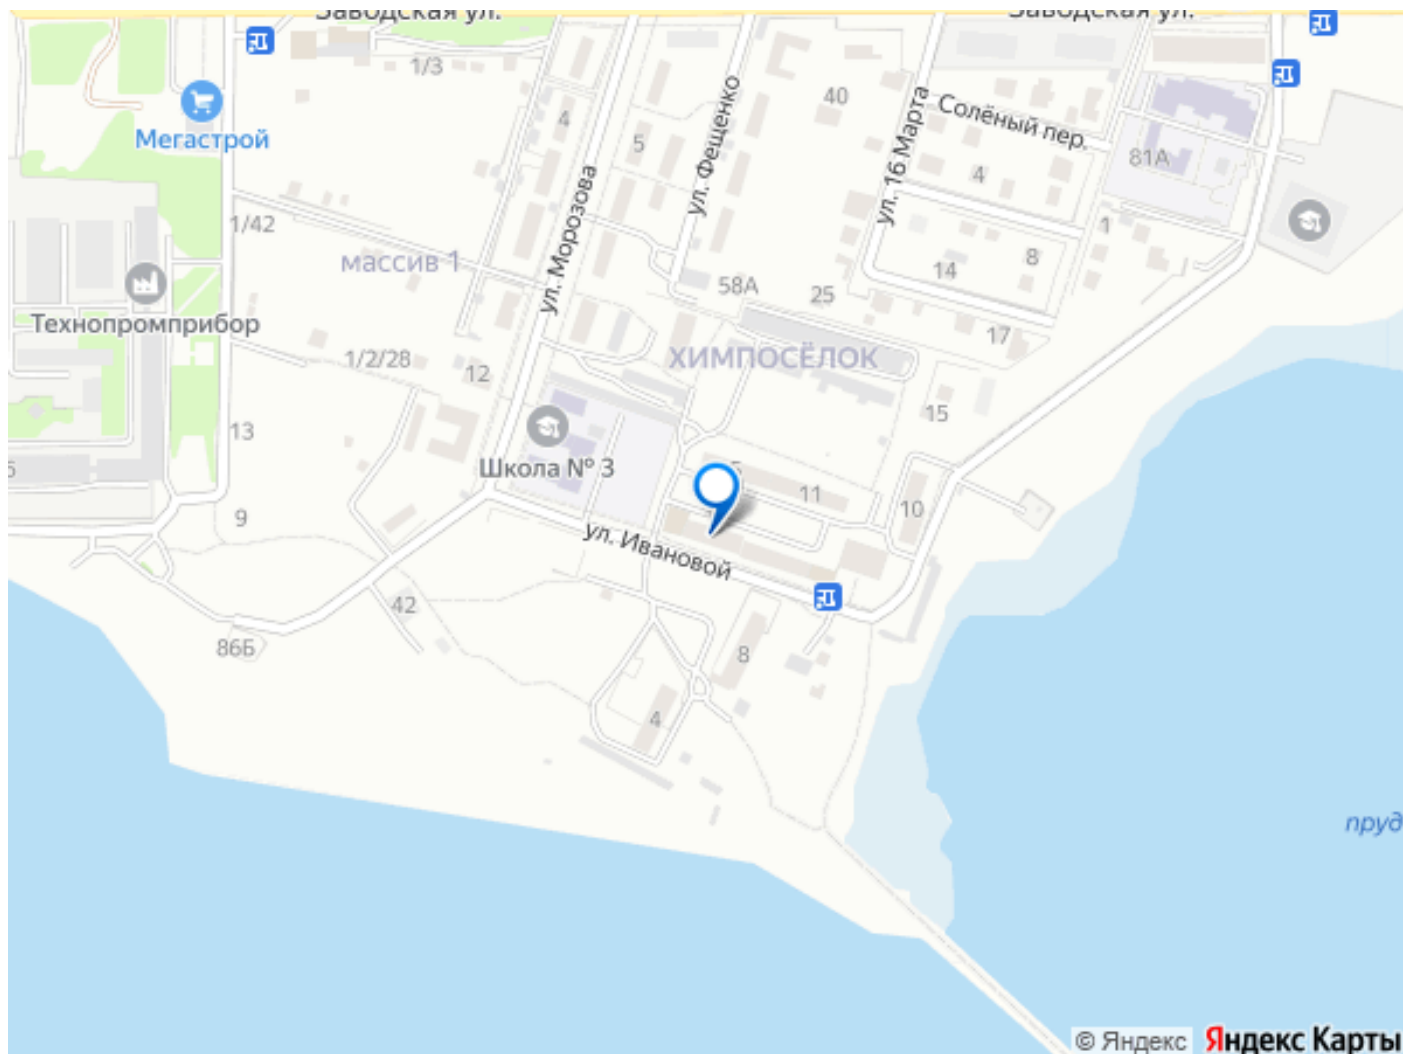 Заводская ул.
Заводская ул.
1/3
Мегастрой
4
5
ул. Фещенко
40
ул. 16 Марта
Солёный пер.
81А
4
1/42
массив 1
ул. Морозова
1
8
14
58А
25
Технопромприбор
17
1/2/28
12
ХИМПОСЁЛОК
15
13
Школа № 3
11
10
9
ул. Ивановой
42
86Б
8
4
пруд
© Яндекс
Яндекс Карты